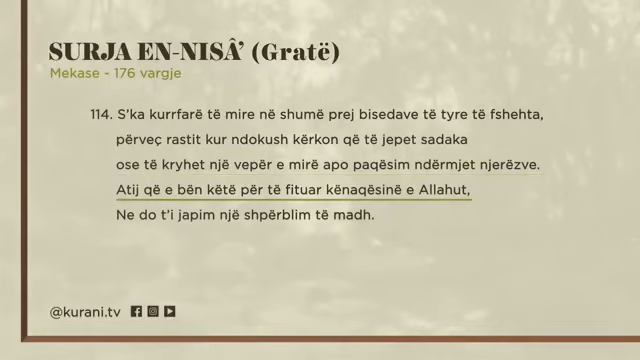 SURJA EN-NISÂ’ (Gratë)
Mekase - 176 vargje
114. S’ka kurrfarë të mire në shumë prej bisedave të tyre të fshehta,
përveç rastit kur ndokush kërkon që të jepet sadaka
ose të kryhet një vepër e mirë apo paqësim ndërmjet njerëzve.
Atij që e bën këtë për të fituar kënaqësinë e Allahut,
Ne do t’i japim një shpërblim të madh.
@kurani.tv